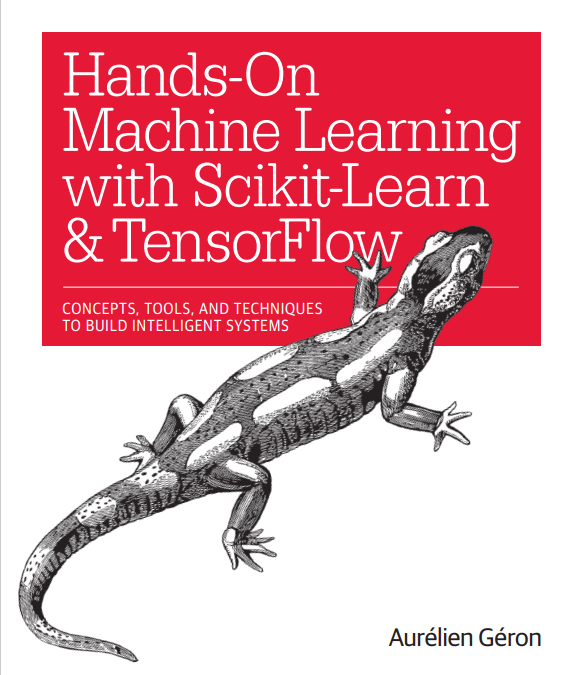 Hands-On
Machine Learning
with Scikit-Learn
& TensorFlow
CONCEPTS, TOOLS, AND TECHNIQUES
TO BUILD INTELLIGENT SYSTEMS
Aurélien Géron